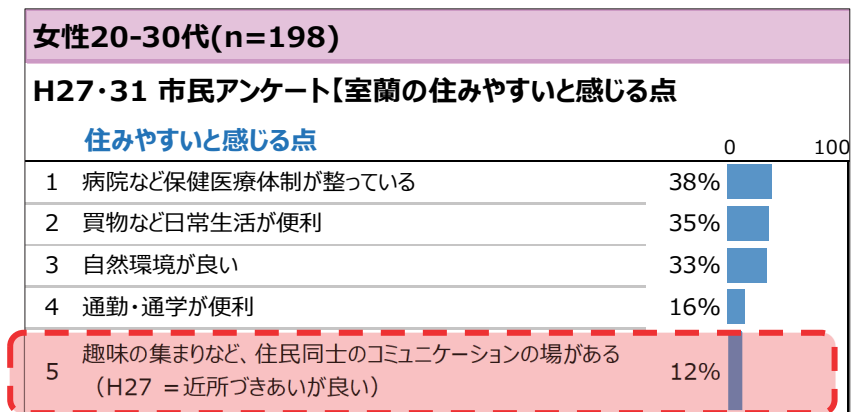 女性20-30代(n=198)
H27・31 市民アンケート【室蘭の住みやすいと感じる点
住みやすいと感じる点 0 100
1 病院など保健医療体制が整っている 38%
2 買物など日常生活が便利 35%
3 自然環境が良い 33%
4 通勤・通学が便利 16%
5 趣味の集まりなど、住民同士のコミュニケーションの場がある 12%
（H27 ＝近所づきあいが良い）